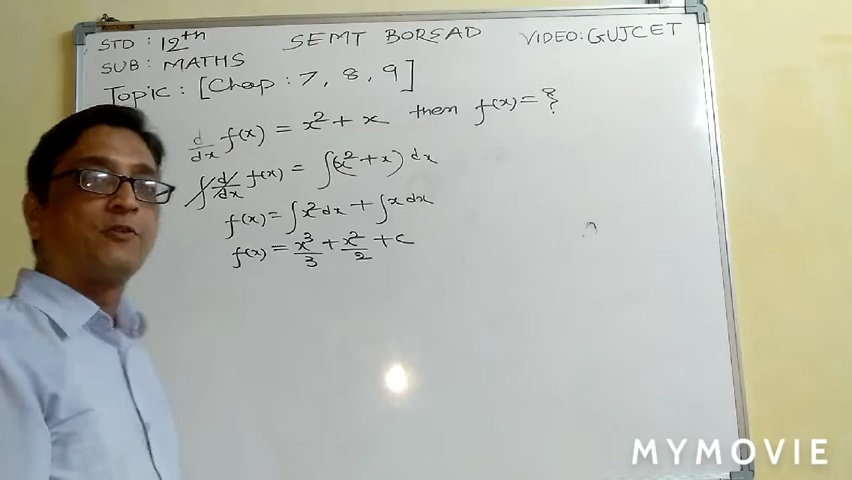 STD : 12th SEMT BORSAD VIDEO: GUJCET
SUB : MATHS
Topic : [Chap : 7, 8, 9]
d/dx f(x) = x² + x then f(x) = ?
∫ d/dx f(x) = ∫(x² + x) dx
f(x) = ∫x² dx + ∫x dx
f(x) = x³/3 + x²/2 + c
MYMOVIE